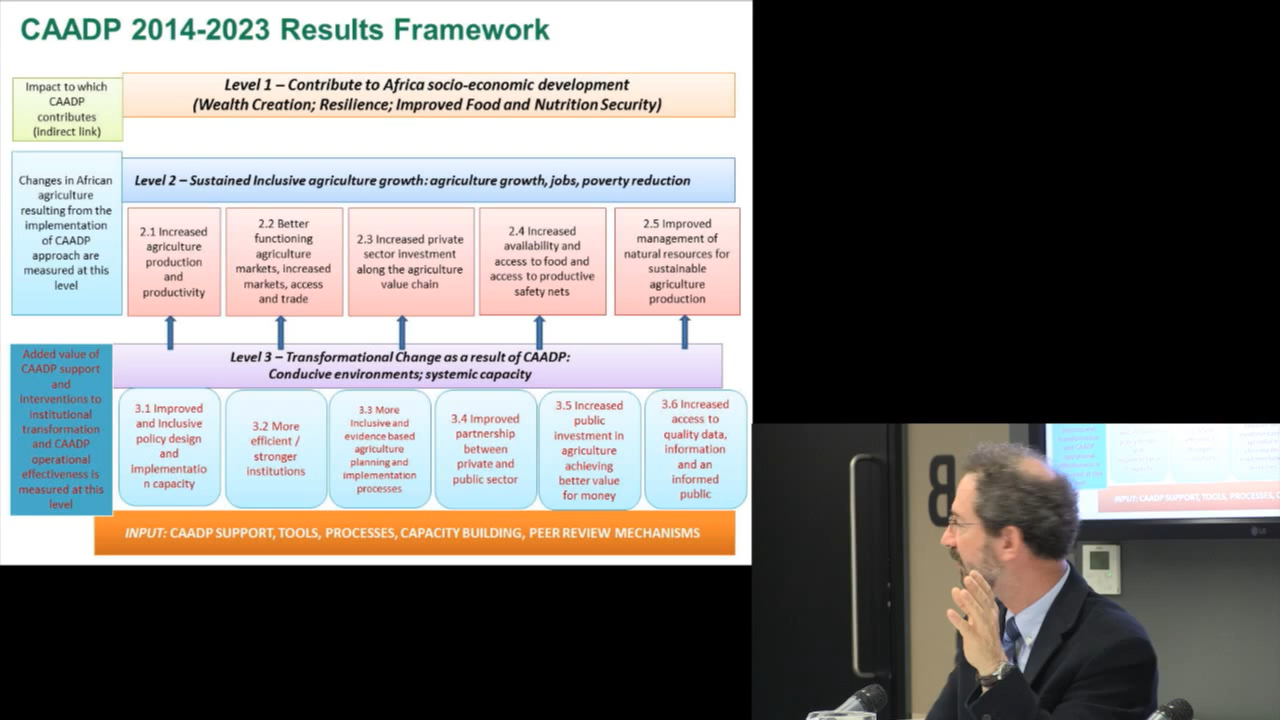 CAADP 2014-2023 Results Framework
Impact to which
CAADP
contributes
(indirect link)
Level 1 – Contribute to Africa socio-economic development
(Wealth Creation; Resilience; Improved Food and Nutrition Security)
Changes in African
agriculture
resulting from the
implementation
of CAADP
approach are
measured at this
level
Level 2 – Sustained Inclusive agriculture growth: agriculture growth, jobs, poverty reduction
2.1 Increased
agriculture
production
and
productivity
2.2 Better
functioning
agriculture
markets, increased
markets, access
and trade
2.3 Increased private
sector investment
along the agriculture
value chain
2.4 Increased
availability and
access to food and
access to productive
safety nets
2.5 Improved
management of
natural resources for
sustainable
agriculture
production
Added value of
CAADP support
and
interventions to
institutional
transformation
and CAADP
operational
effectiveness is
measured at this
level
Level 3 – Transformational Change as a result of CAADP:
Conducive environments; systemic capacity
3.1 Improved
and Inclusive
policy design
and
Implementatio
n capacity
3.2 More
efficient /
stronger
institutions
3.3 More
Inclusive and
evidence based
agriculture
planning and
implementation
processes
3.4 Improved
partnership
between
private and
public sector
3.5 Increased
public
investment in
agriculture
achieving
better value
for money
3.6 Increased
access to
quality data,
information
and an
informed
public
INPUT: CAADP SUPPORT, TOOLS, PROCESSES, CAPACITY BUILDING, PEER REVIEW MECHANISMS
INPUT: CAADP SUPPORT, TOOLS, PROCESSES, C
LG